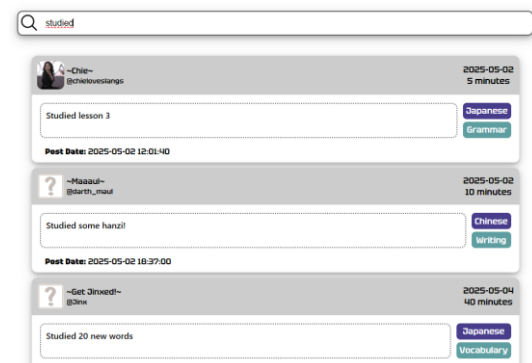 studied
~Chie~
@chieloveslangs
2025-05-02
5 minutes
Studied lesson 3
Japanese
Grammar
Post Date: 2025-05-02 12:01:40
~Maaaul~
@darth_maul
2025-05-02
10 minutes
Studied some hanzi!
Chinese
Writing
Post Date: 2025-05-02 18:37:00
~Get Jinxed!~
@Jinx
2025-05-04
40 minutes
Studied 20 new words
Japanese
Vocabulary